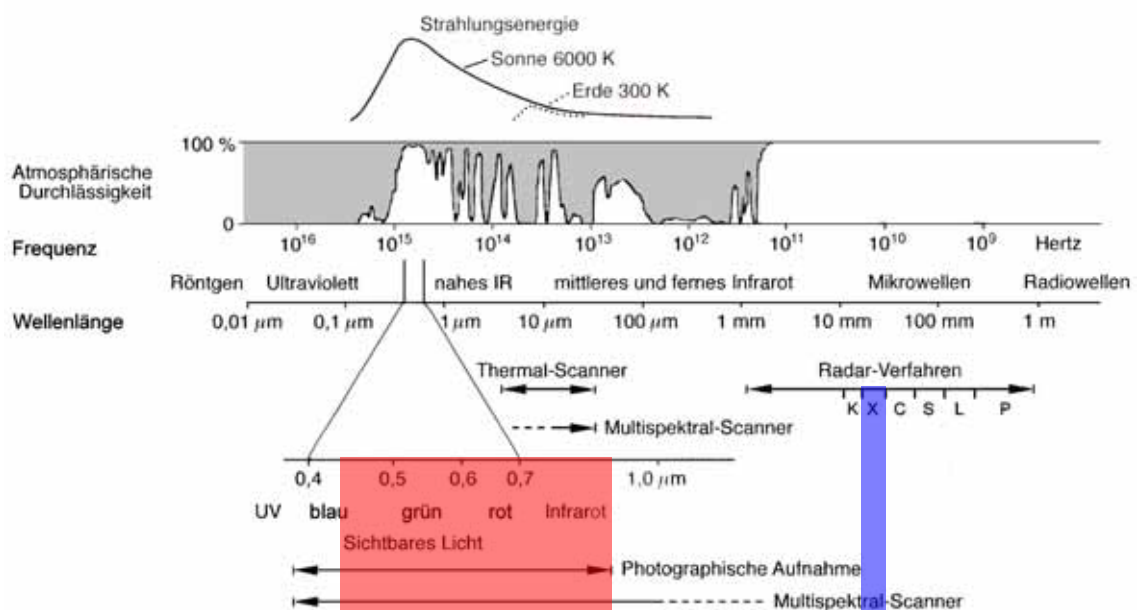 Strahlungsenergie
Sonne 6000 K
Erde 300 K
100 %
Atmosphärische
Durchlässigkeit
0
Frequenz 10¹⁶ 10¹⁵ 10¹⁴ 10¹³ 10¹² 10¹¹ 10¹⁰ 10⁹ Hertz
Röntgen Ultraviolett nahes IR mittleres und fernes Infrarot Mikrowellen Radiowellen
Wellenlänge 0,01 µm 0,1 µm 1 µm 10 µm 100 µm 1 mm 10 mm 100 mm 1 m
Thermal-Scanner Radar-Verfahren
K X C S L P
Multispektral-Scanner
0,4 0,5 0,6 0,7 1,0 µm
UV blau grün rot Infrarot
Sichtbares Licht
Photographische Aufnahme
Multispektral-Scanner